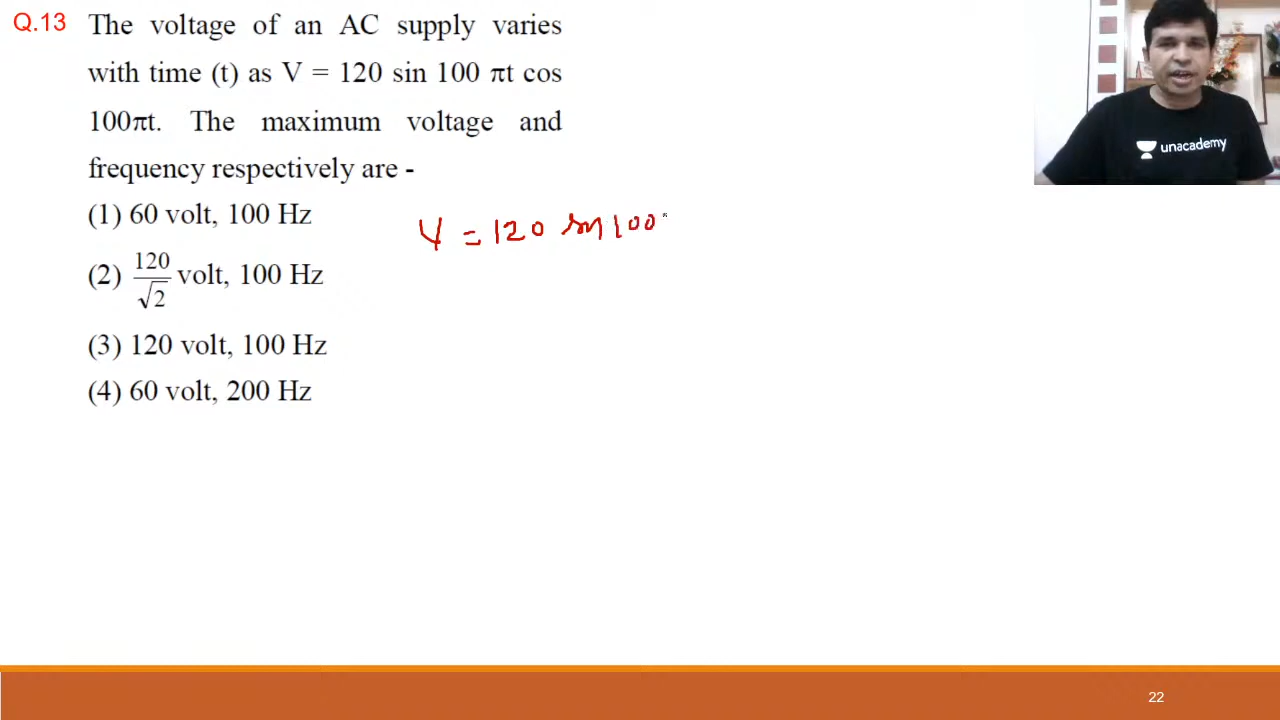 Q.13 The voltage of an AC supply varies
with time (t) as V = 120 sin 100 πt cos
100πt. The maximum voltage and
frequency respectively are -
(1) 60 volt, 100 Hz
(2) 120/√2 volt, 100 Hz
(3) 120 volt, 100 Hz
(4) 60 volt, 200 Hz
V = 120 sin 100
unacademy
22